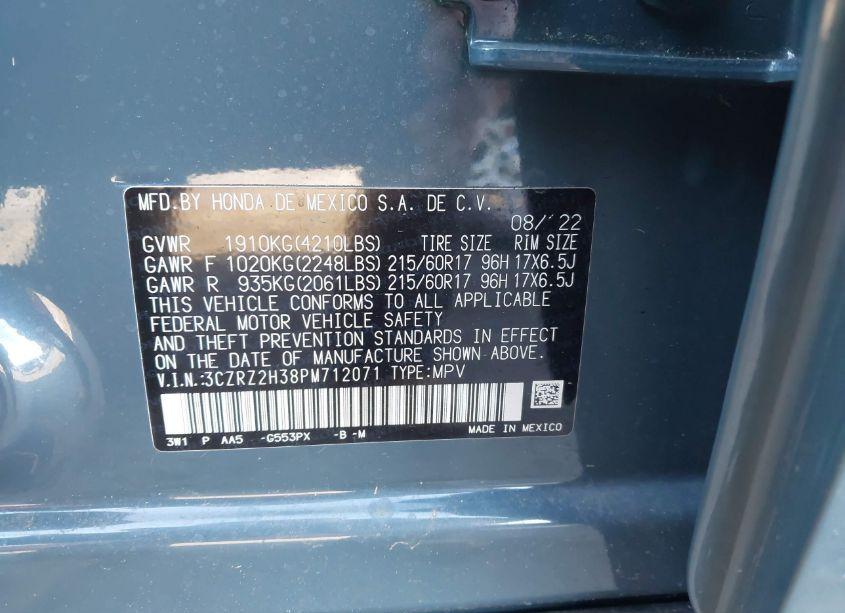 MFD.BY HONDA DE MEXICO S.A. DE C.V.
08/'22
GVWR 1910KG(4210LBS) TIRE SIZE RIM SIZE
GAWR F 1020KG(2248LBS) 215/60R17 96H 17X6.5J
GAWR R 935KG(2061LBS) 215/60R17 96H 17X6.5J
THIS VEHICLE CONFORMS TO ALL APPLICABLE
FEDERAL MOTOR VEHICLE SAFETY
AND THEFT PREVENTION STANDARDS IN EFFECT
ON THE DATE OF MANUFACTURE SHOWN ABOVE.
V.I.N.:3CZRZ2H38PM712071 TYPE:MPV
3W1 P AA5 -G553PX -B -M MADE IN MEXICO